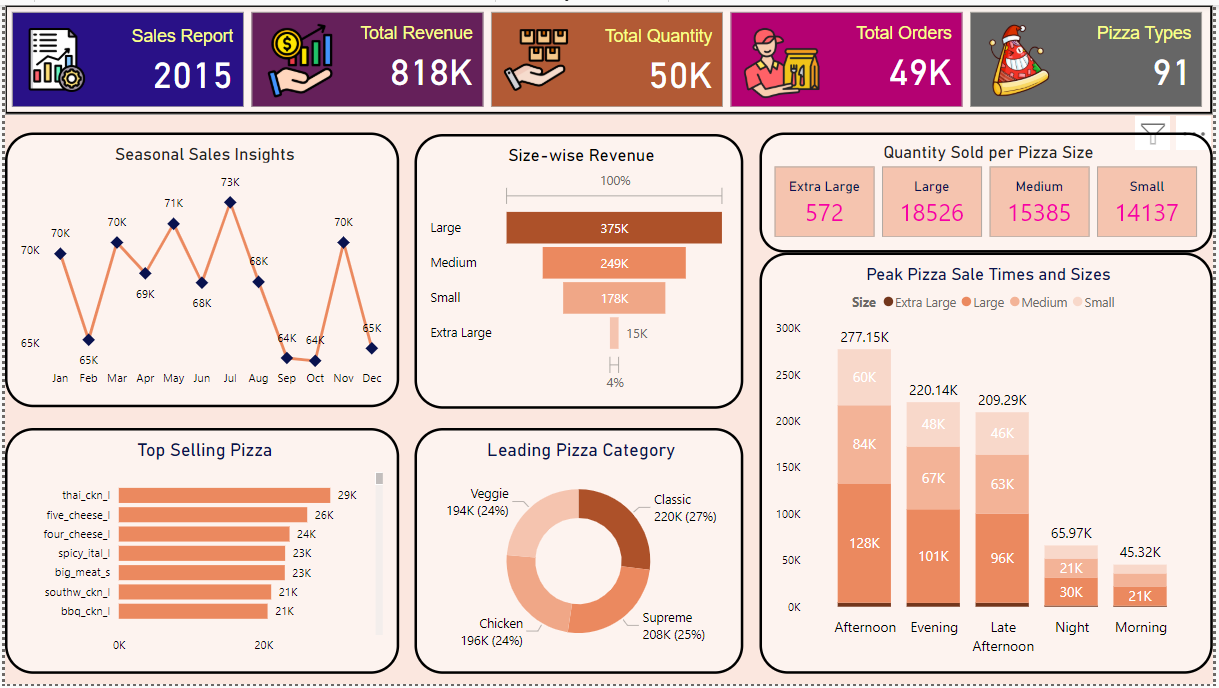 Sales Report
2015
Total Revenue
818K
Total Quantity
50K
Total Orders
49K
Pizza Types
91
Seasonal Sales Insights
73K
71K
70K
70K
70K
70K
69K
68K
68K
65K
65K
64K
64K
65K
Jan Feb Mar Apr May Jun Jul Aug Sep Oct Nov Dec
Size-wise Revenue
100%
Large 375K
Medium 249K
Small 178K
Extra Large 15K
4%
Quantity Sold per Pizza Size
Extra Large
572
Large
18526
Medium
15385
Small
14137
Top Selling Pizza
thai_ckn_l 29K
five_cheese_l 26K
four_cheese_l 24K
spicy_ital_l 23K
big_meat_s 23K
southw_ckn_l 21K
bbq_ckn_l 21K
0K 20K
Leading Pizza Category
Veggie
194K (24%)
Classic
220K (27%)
Chicken
196K (24%)
Supreme
208K (25%)
Peak Pizza Sale Times and Sizes
Size Extra Large Large Medium Small
300K
250K
200K
150K
100K
50K
0K
277.15K
60K
84K
128K
220.14K
48K
67K
101K
209.29K
46K
63K
96K
65.97K
21K
30K
45.32K
21K
Afternoon Evening Late Afternoon Night Morning